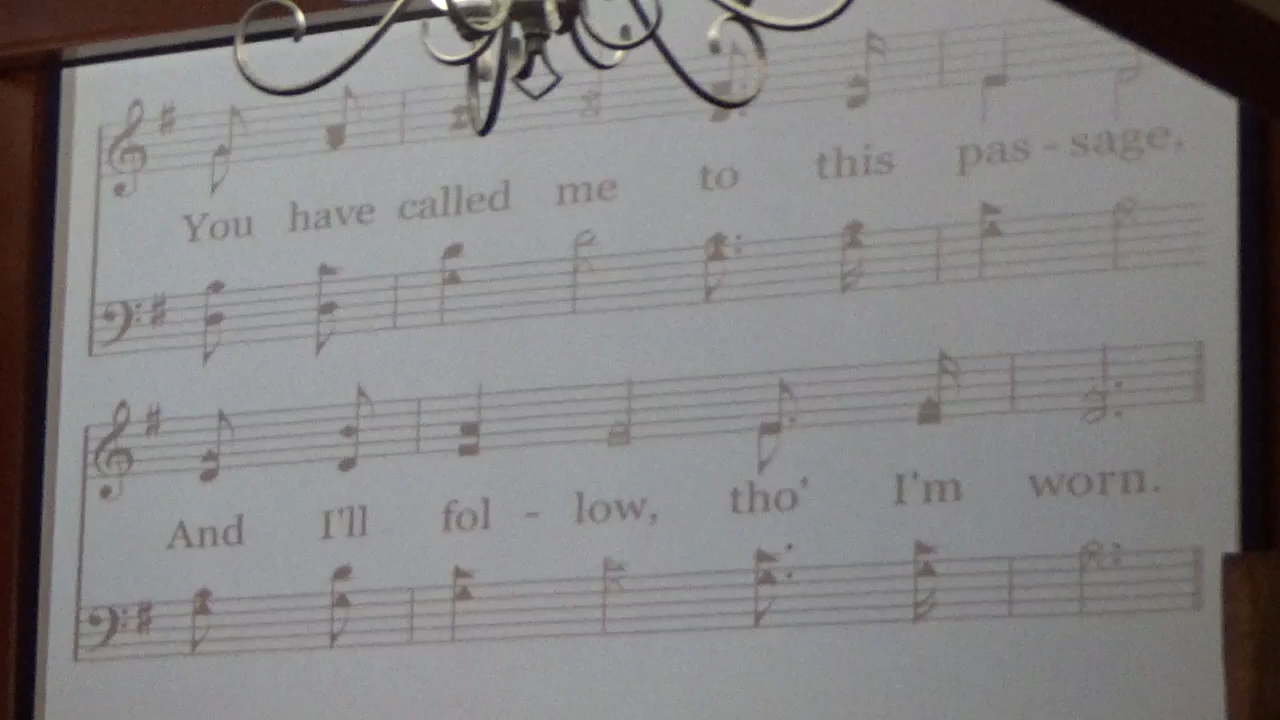 You have called me to this pas - sage,
And I'll fol - low, tho' I'm worn.